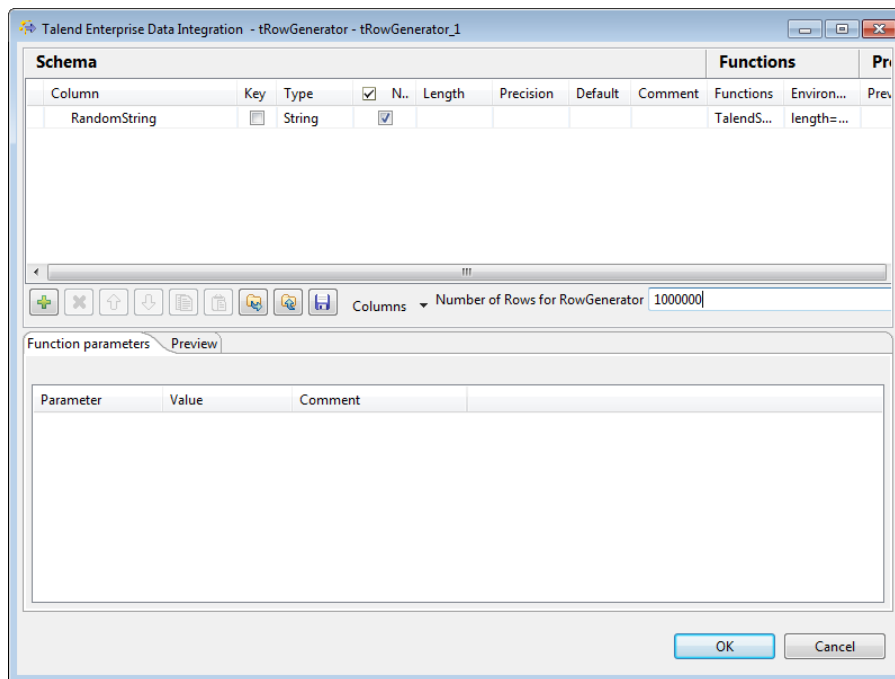 Talend Enterprise Data Integration - tRowGenerator - tRowGenerator_1
Schema Functions
Column Key Type N.. Length Precision Default Comment Functions Environ...
RandomString String TalendS... length=...
Columns Number of Rows for RowGenerator 1000000
Function parameters Preview
Parameter Value Comment
OK Cancel